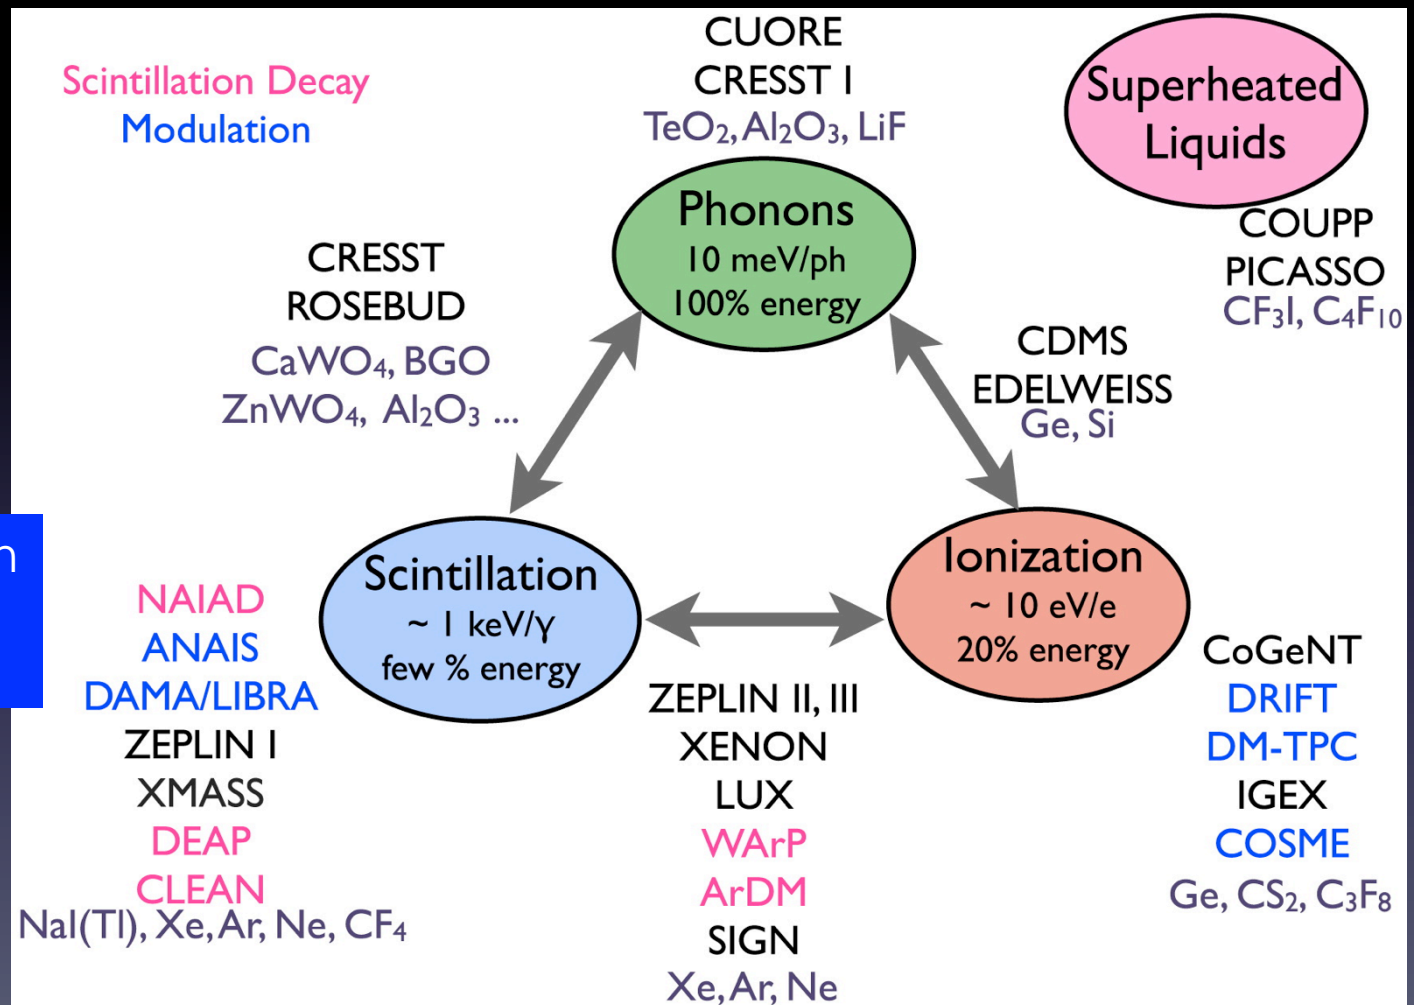 Scintillation Decay
Modulation
CUORE
CRESST I
TeO₂, Al₂O₃, LiF
Superheated
Liquids
COUPP
PICASSO
CF₃I, C₄F₁₀
Phonons
10 meV/ph
100% energy
CRESST
ROSEBUD
CaWO₄, BGO
ZnWO₄, Al₂O₃ ...
CDMS
EDELWEISS
Ge, Si
Scintillation
~ 1 keV/γ
few % energy
Ionization
~ 10 eV/e
20% energy
NAIAD
ANAIS
DAMA/LIBRA
ZEPLIN I
XMASS
DEAP
CLEAN
NaI(Tl), Xe, Ar, Ne, CF₄
ZEPLIN II, III
XENON
LUX
WArP
ArDM
SIGN
Xe, Ar, Ne
CoGeNT
DRIFT
DM-TPC
IGEX
COSME
Ge, CS₂, C₃F₈